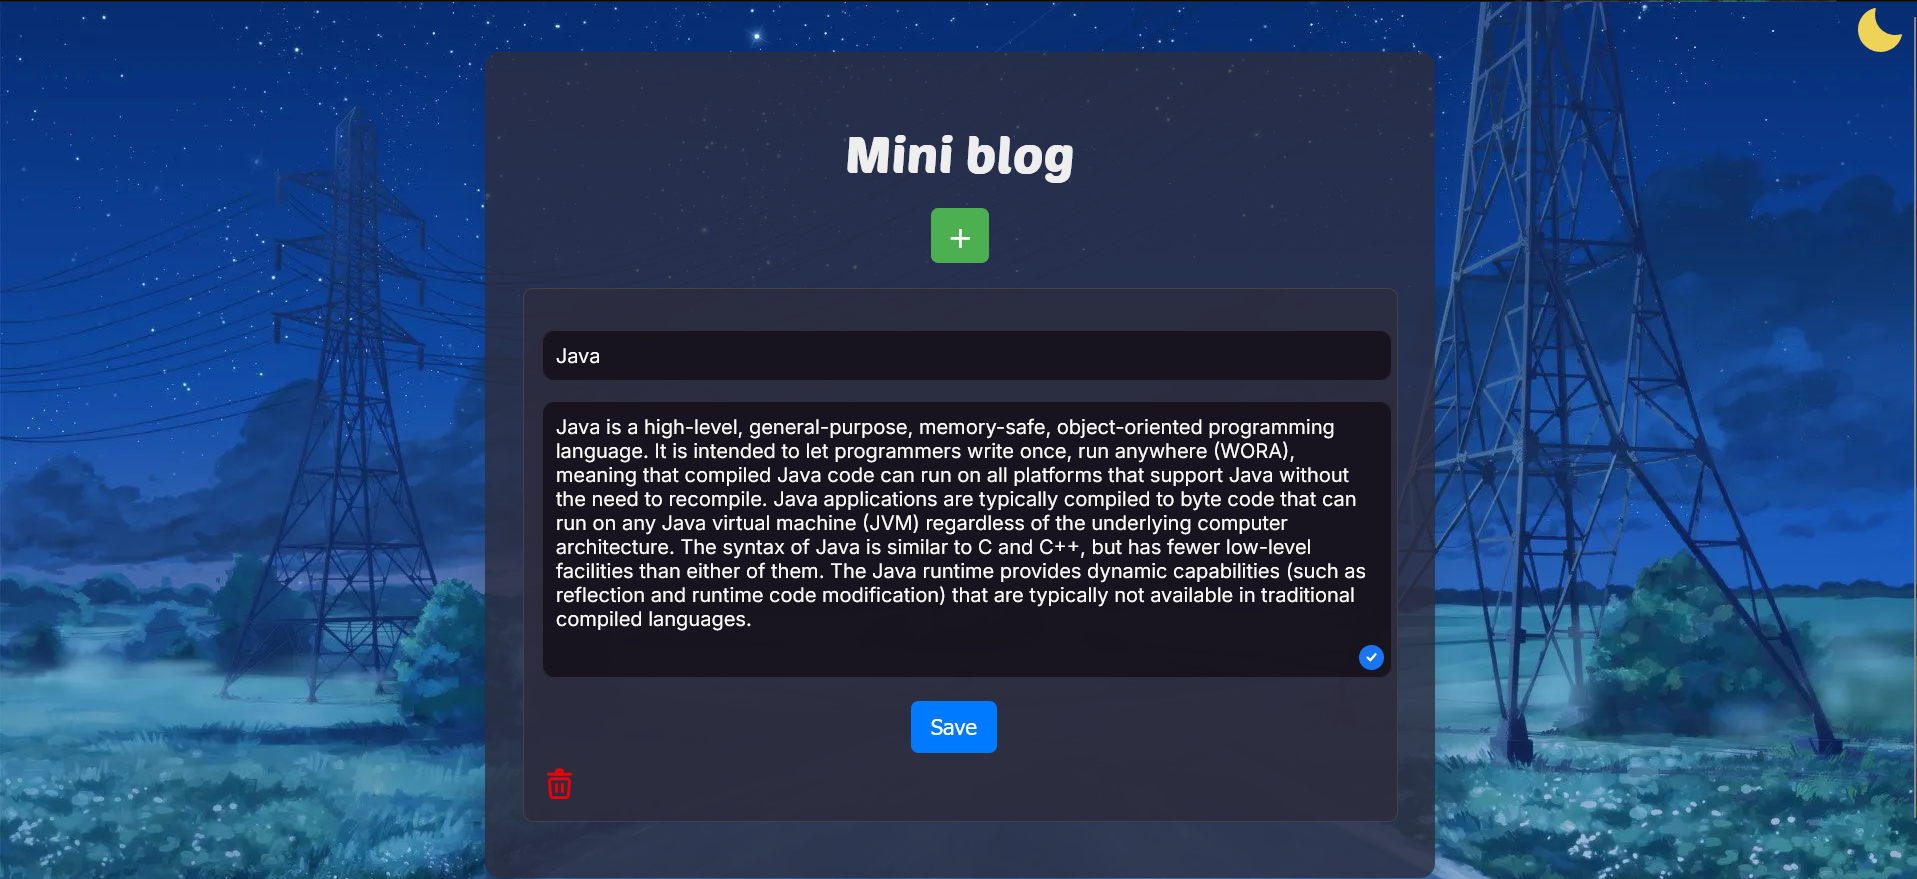 Mini blog
+
Java
Java is a high-level, general-purpose, memory-safe, object-oriented programming
language. It is intended to let programmers write once, run anywhere (WORA),
meaning that compiled Java code can run on all platforms that support Java without
the need to recompile. Java applications are typically compiled to byte code that can
run on any Java virtual machine (JVM) regardless of the underlying computer
architecture. The syntax of Java is similar to C and C++, but has fewer low-level
facilities than either of them. The Java runtime provides dynamic capabilities (such as
reflection and runtime code modification) that are typically not available in traditional
compiled languages.
Save